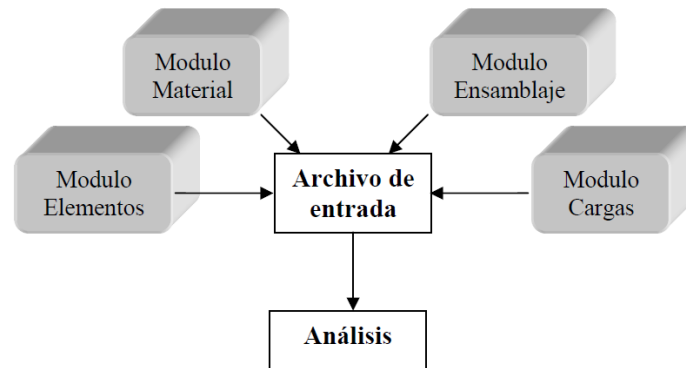 Modulo
Material
Modulo
Ensamblaje
Modulo
Elementos
Archivo de
entrada
Modulo
Cargas
Análisis